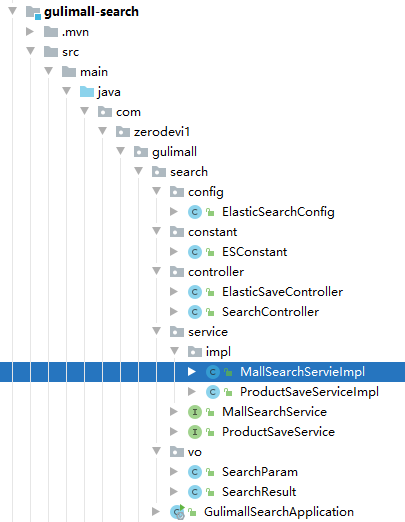 gulimall-search
.mvn
src
main
java
com
zerodevi1
gulimall
search
config
ElasticSearchConfig
constant
ESConstant
controller
ElasticSaveController
SearchController
service
impl
MallSearchServieImpl
ProductSaveServiceImpl
MallSearchService
ProductSaveService
vo
SearchParam
SearchResult
GulimallSearchApplication